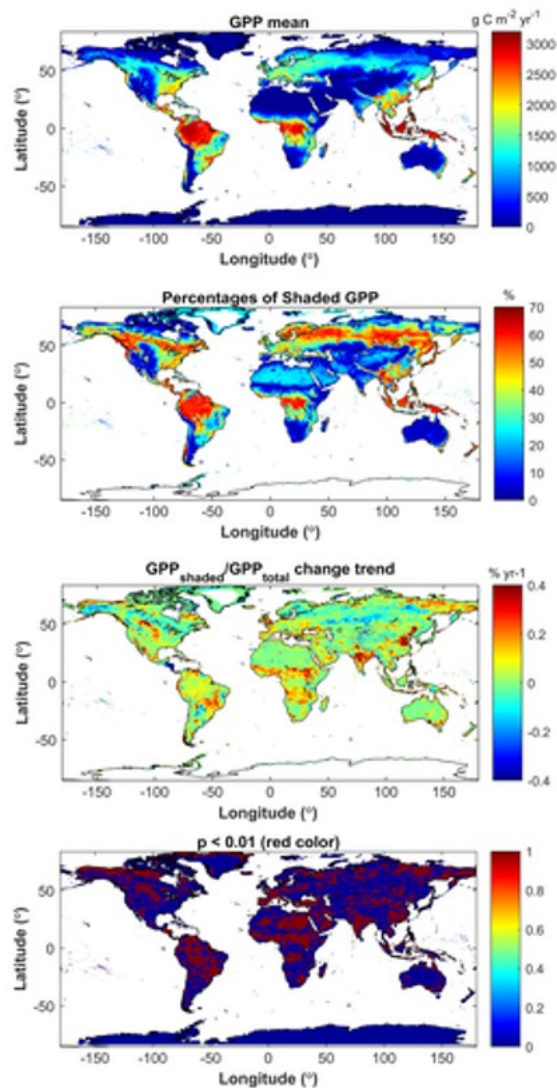 GPP mean
g C m⁻² yr⁻¹
3000
2500
2000
1500
1000
500
0
Latitude (°)
50
0
-50
-150 -100 -50 0 50 100 150
Longitude (°)
Percentages of Shaded GPP
%
70
60
50
40
30
20
10
0
Latitude (°)
50
0
-50
-150 -100 -50 0 50 100 150
Longitude (°)
GPP_shaded/GPP_total change trend
% yr-1
0.4
0.2
0
-0.2
-0.4
Latitude (°)
50
0
-50
-150 -100 -50 0 50 100 150
Longitude (°)
p < 0.01 (red color)
1
0.8
0.6
0.4
0.2
0
Latitude (°)
50
0
-50
-150 -100 -50 0 50 100 150
Longitude (°)